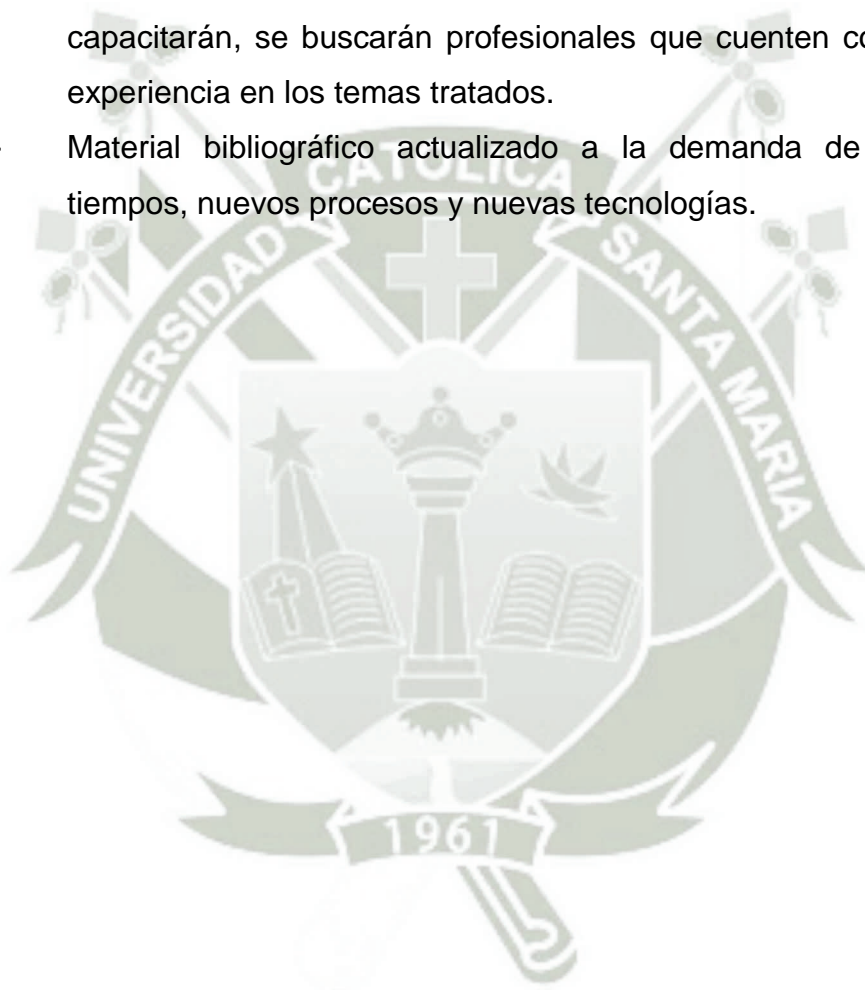 capacitarán, se buscarán profesionales que cuenten
experiencia en los temas tratados.
- Material bibliográfico actualizado a la demanda de
tiempos, nuevos procesos y nuevas tecnologías.
CATOLICA
UNIVERSIDAD
SANTA MARIA
1961